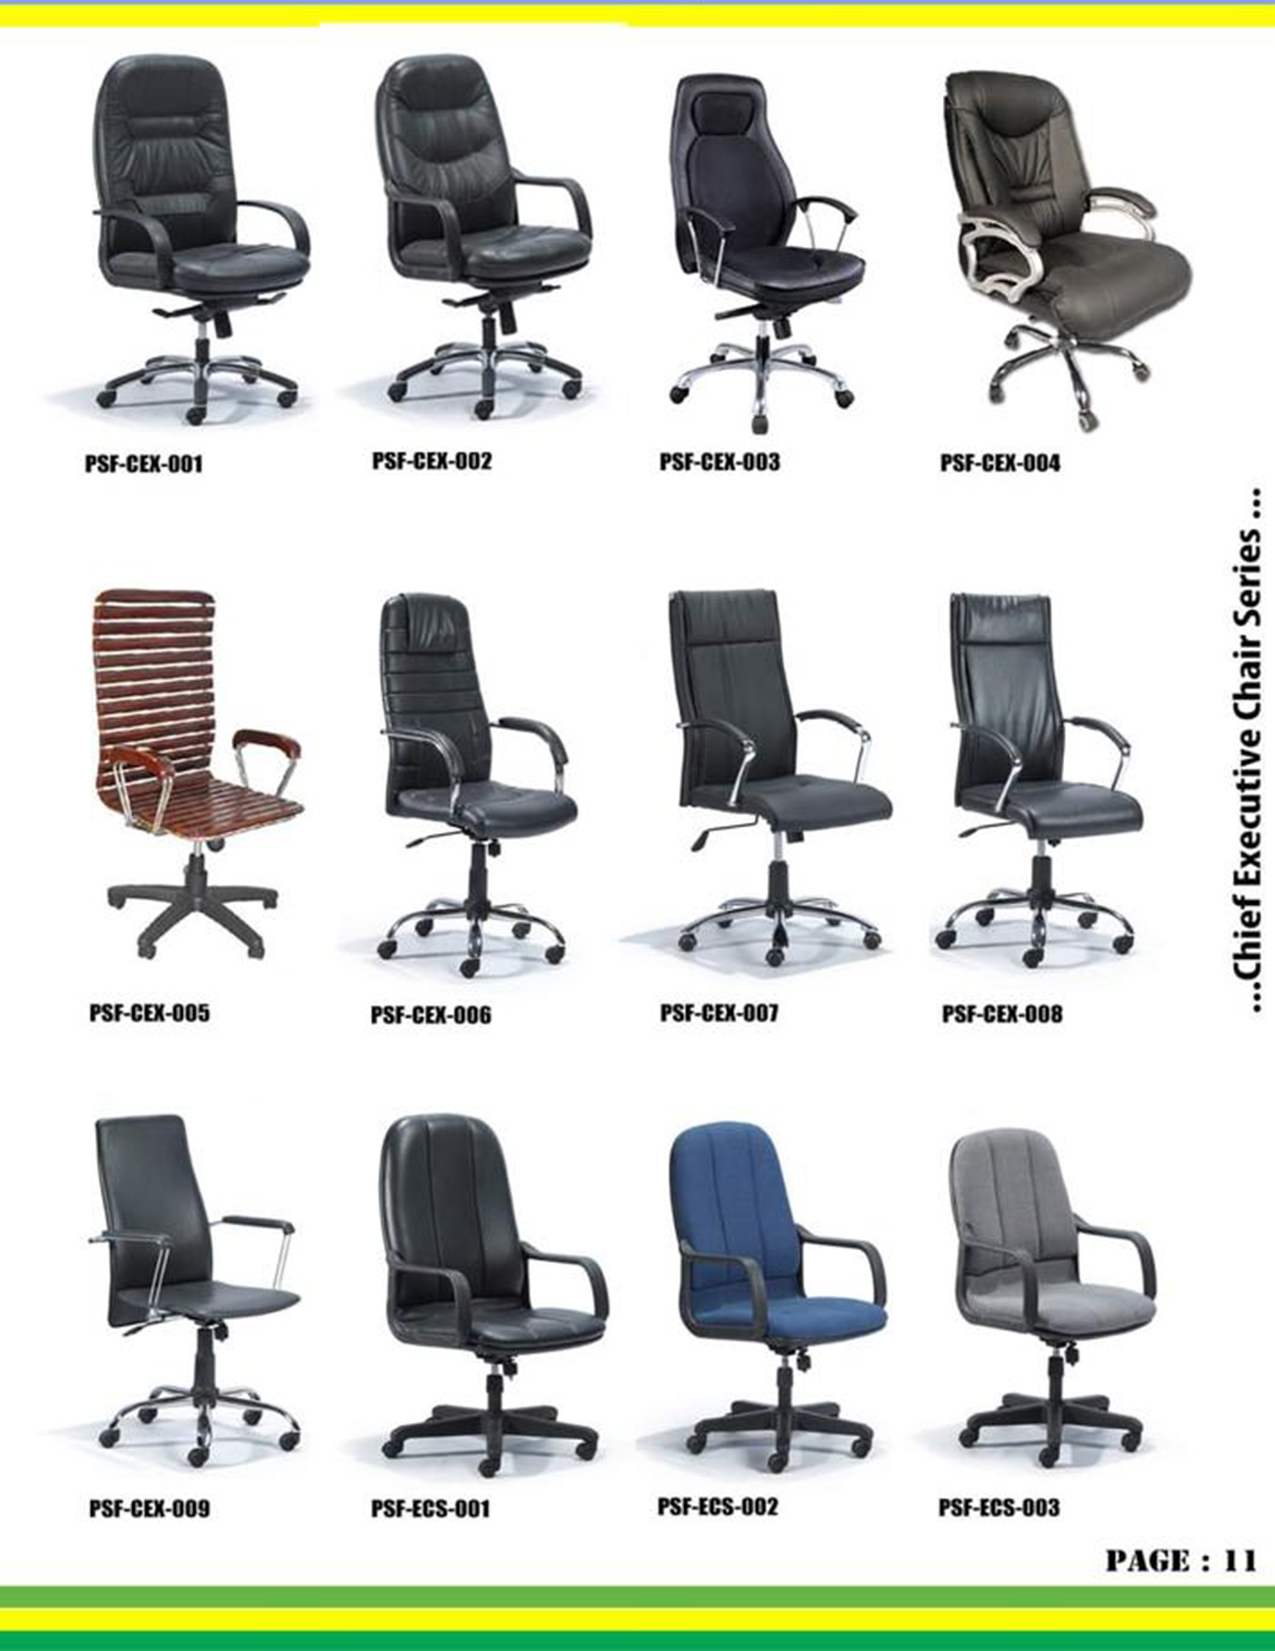 PSF-CEX-001
PSF-CEX-002
PSF-CEX-003
PSF-CEX-004
...Chief Executive Chair Series ...
PSF-CEX-005
PSF-CEX-006
PSF-CEX-007
PSF-CEX-008
PSF-CEX-009
PSF-ECS-001
PSF-ECS-002
PSF-ECS-003
PAGE : 11